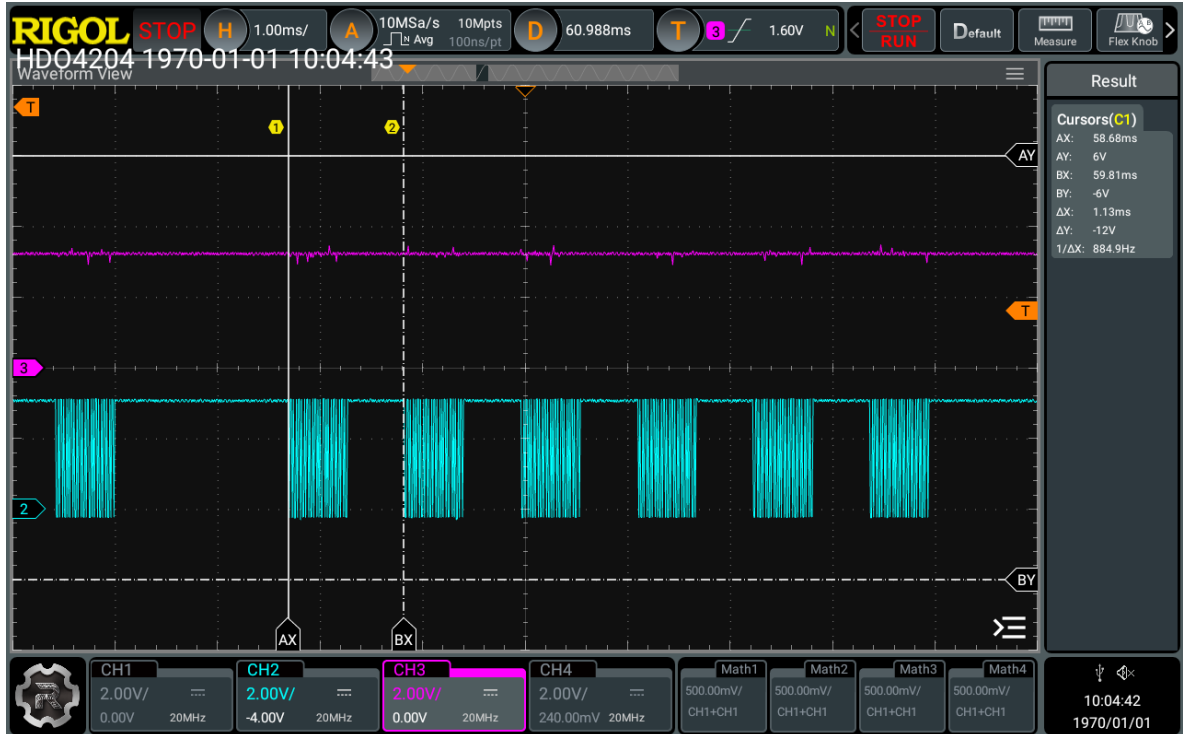 RIGOL STOP H 1.00ms/ A 10MSa/s 10Mpts N Avg 100ns/pt D 60.988ms T 3 1.60V N < STOP RUN Default Measure Flex Knob >
HDO4204 1970-01-01 10:04:43
Waveform View
Result
T
1 2
Cursors(C1)
AX: 58.68ms
AY: 6V
BX: 59.81ms
BY: -6V
ΔX: 1.13ms
ΔY: -12V
1/ΔX: 884.9Hz
AY
T
3
2
BY
AX BX
CH1 CH2 CH3 CH4 Math1 Math2 Math3 Math4
2.00V/ 2.00V/ 2.00V/ 2.00V/ 500.00mV/ 500.00mV/ 500.00mV/ 500.00mV/
0.00V 20MHz -4.00V 20MHz 0.00V 20MHz 240.00mV 20MHz CH1+CH1 CH1+CH1 CH1+CH1 CH1+CH1
10:04:42
1970/01/01